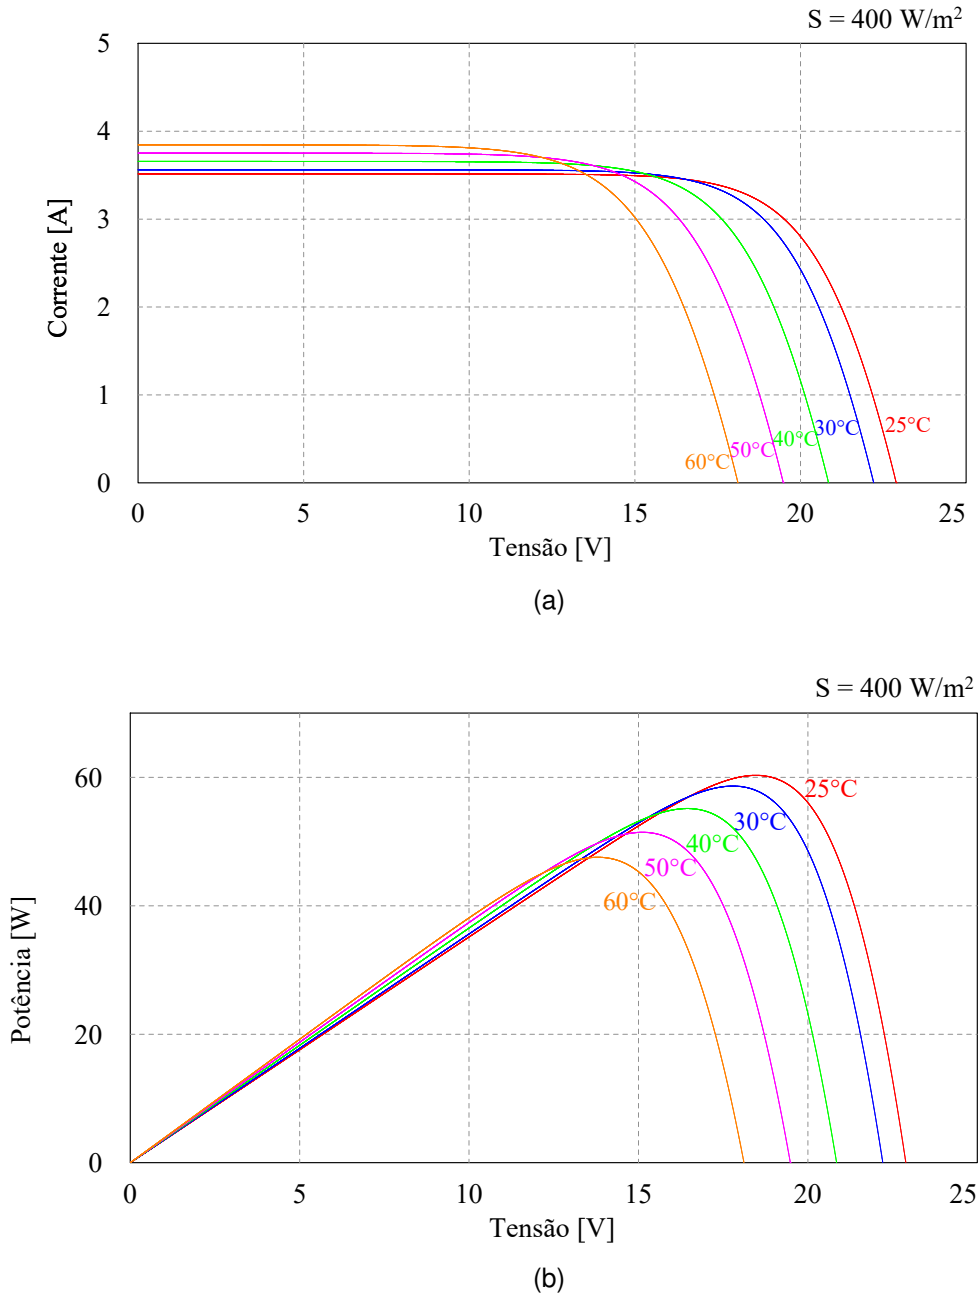 S = 400 W/m²
5
4
3
2
1
0
Corrente [A]
25°C
30°C
40°C
50°C
60°C
0
5
10
15
20
25
Tensão [V]
(a)
S = 400 W/m²
60
40
20
0
Potência [W]
25°C
30°C
40°C
50°C
60°C
0
5
10
15
20
25
Tensão [V]
(b)